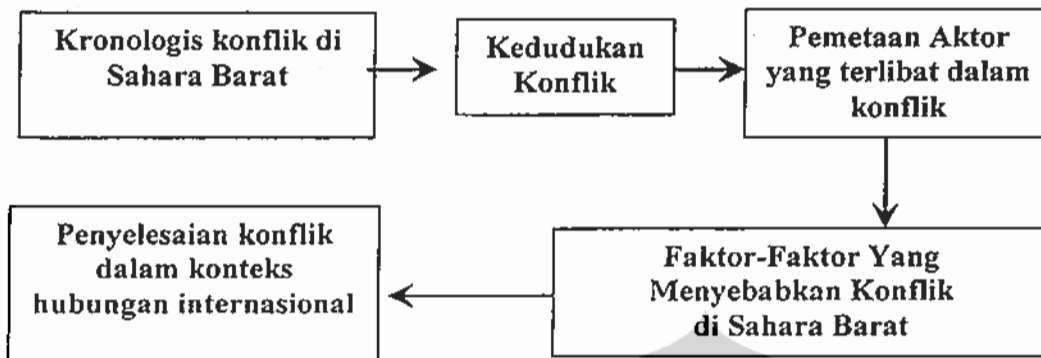 Kronologis konflik di
Sahara Barat
Kedudukan
Konflik
Pemetaan Aktor
yang terlibat dalam
konflik
Faktor-Faktor Yang
Menyebabkan Konflik
di Sahara Barat
Penyelesaian konflik
dalam konteks
hubungan internasional